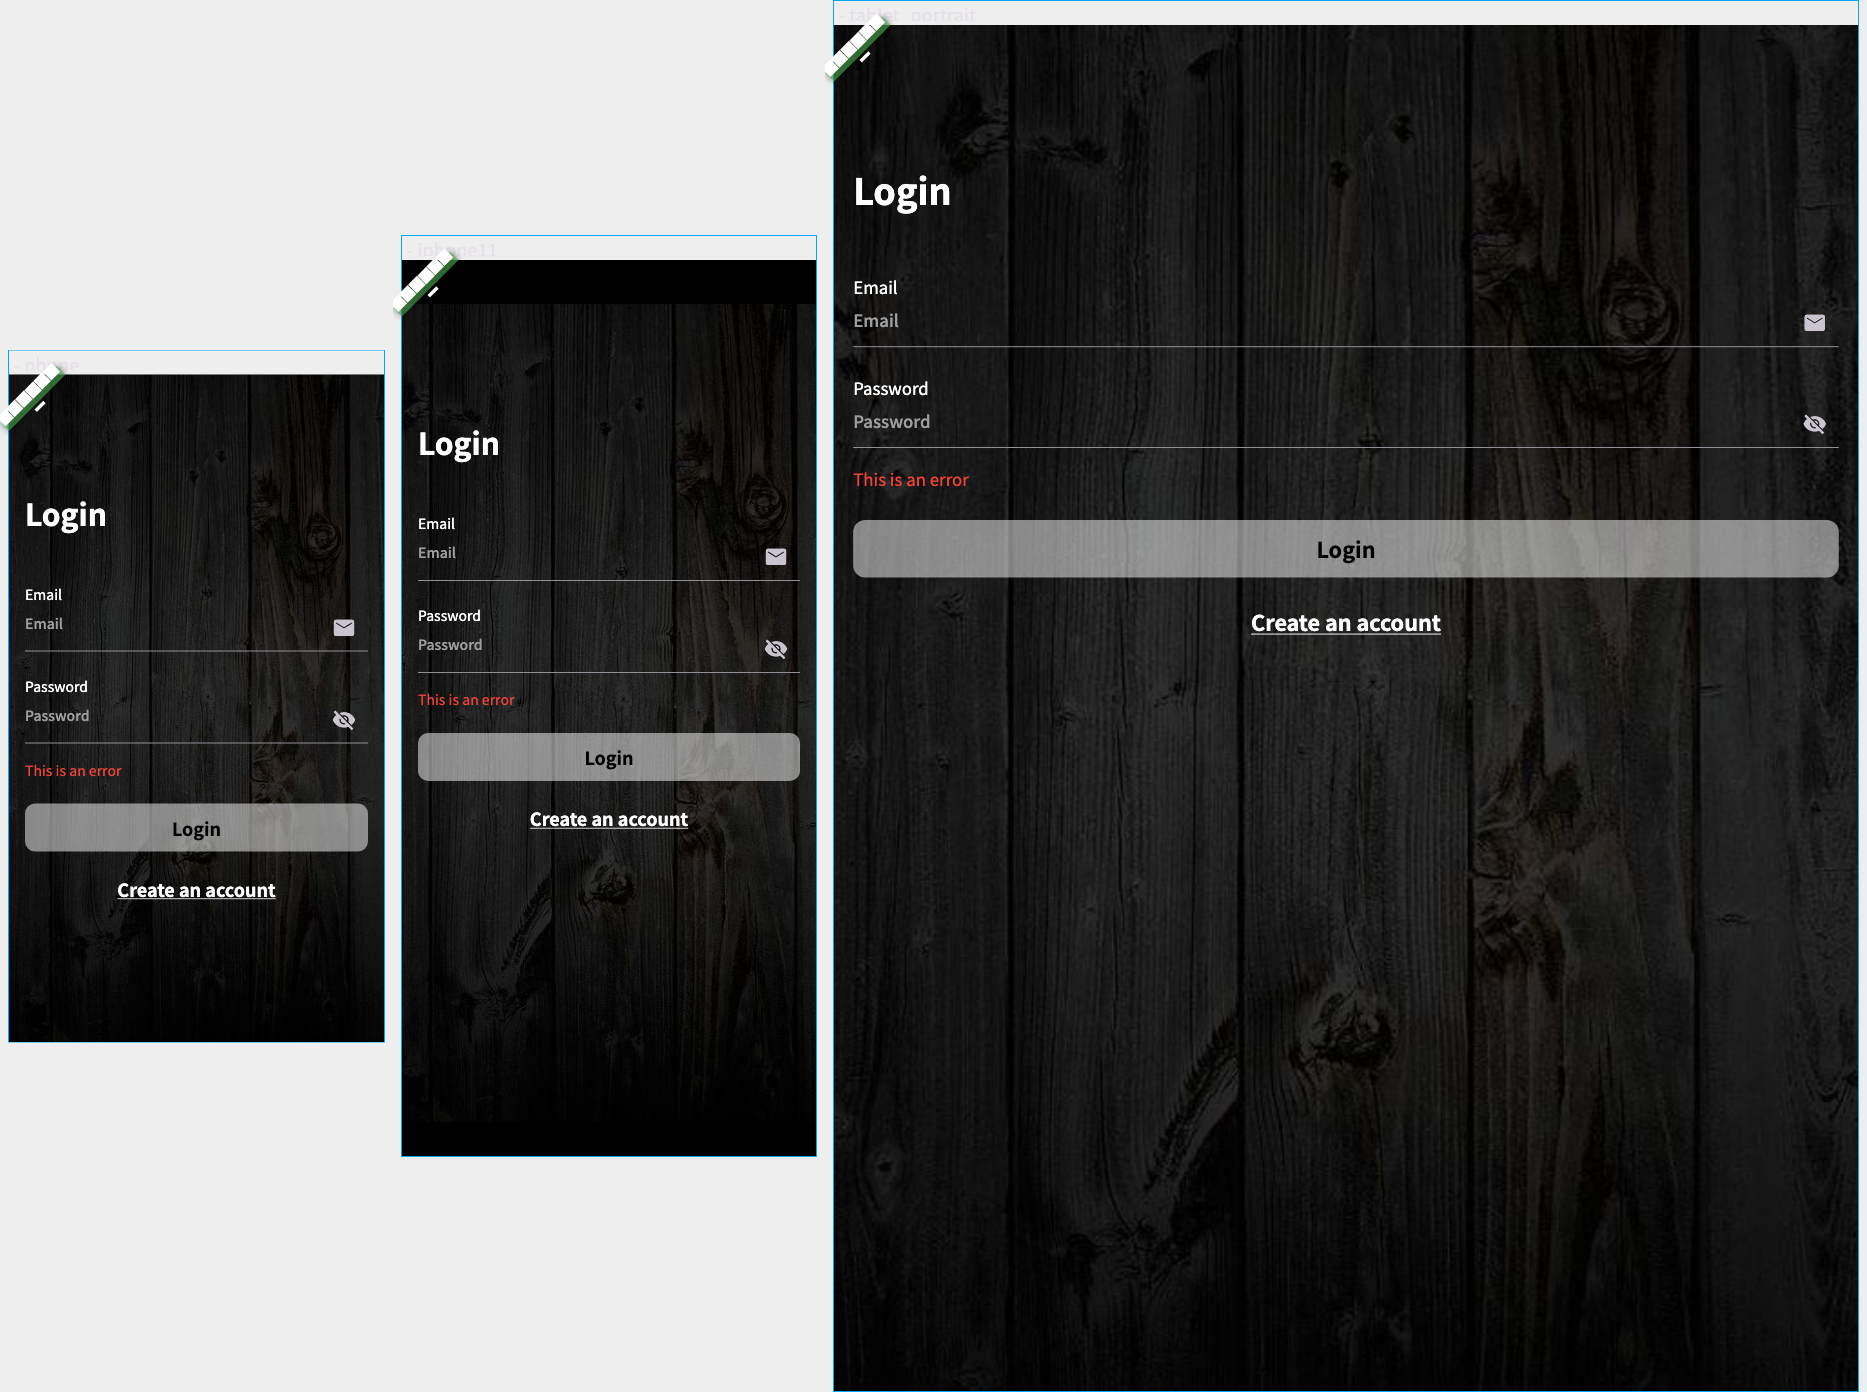 - phone
Login
Email
Email
Password
Password
This is an error
Login
Create an account
- iphone11
Login
Email
Email
Password
Password
This is an error
Login
Create an account
- tablet_portrait
Login
Email
Email
Password
Password
This is an error
Login
Create an account